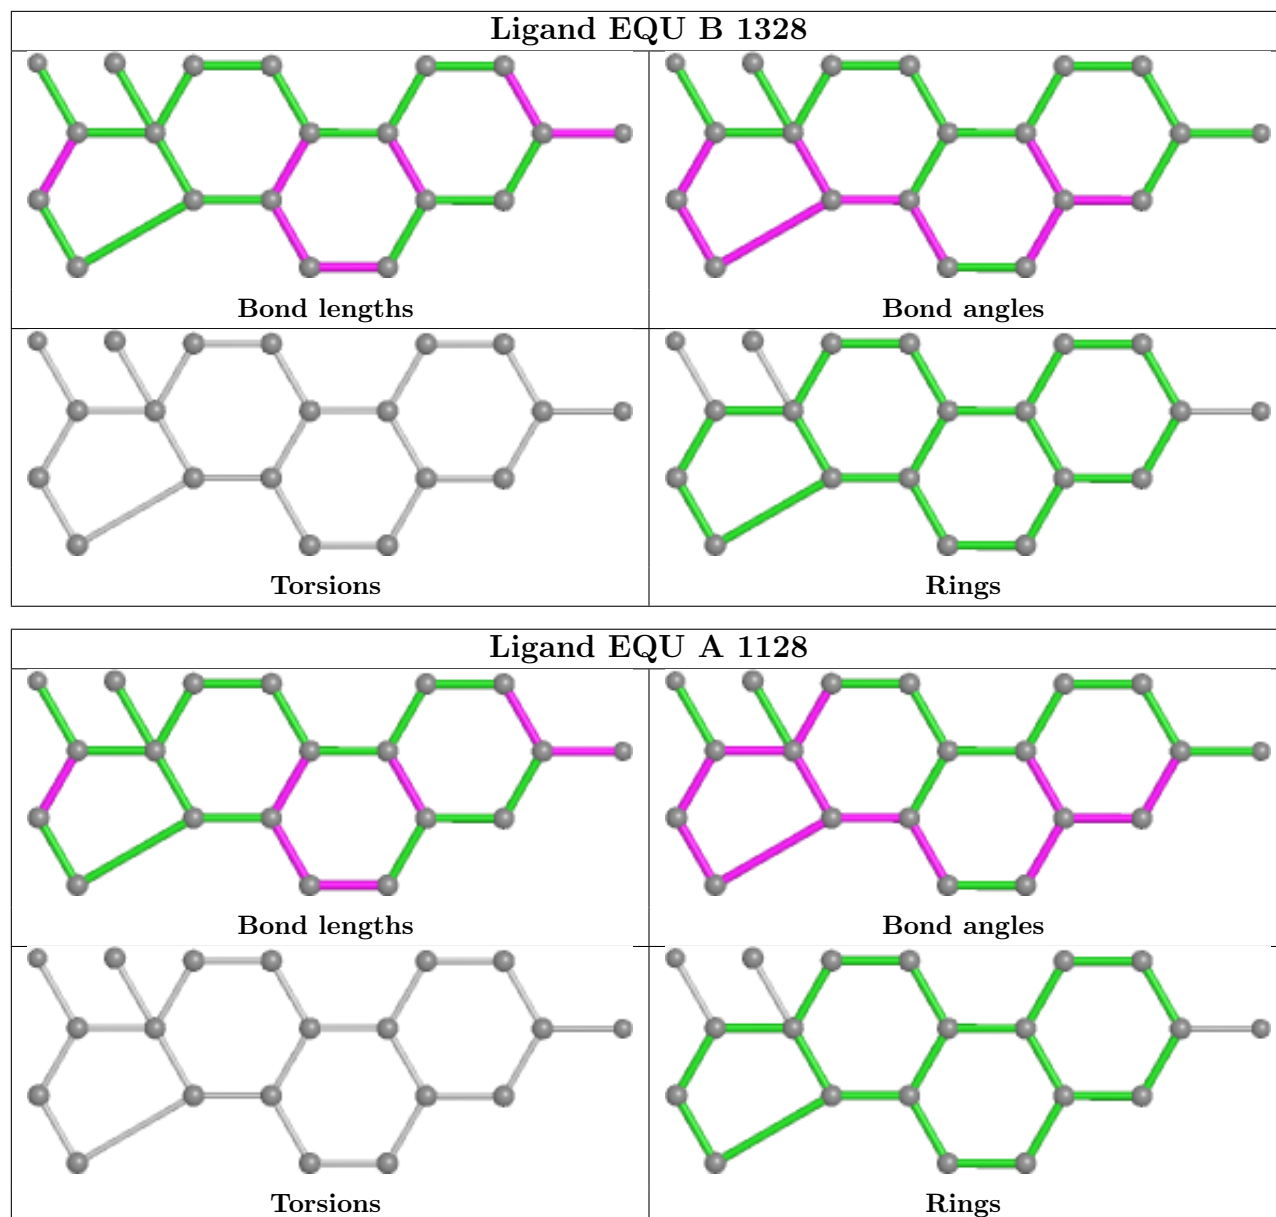 Ligand EQU B 1328
Bond lengths
Bond angles
Torsions
Rings
Ligand EQU A 1128
Bond lengths
Bond angles
Torsions
Rings